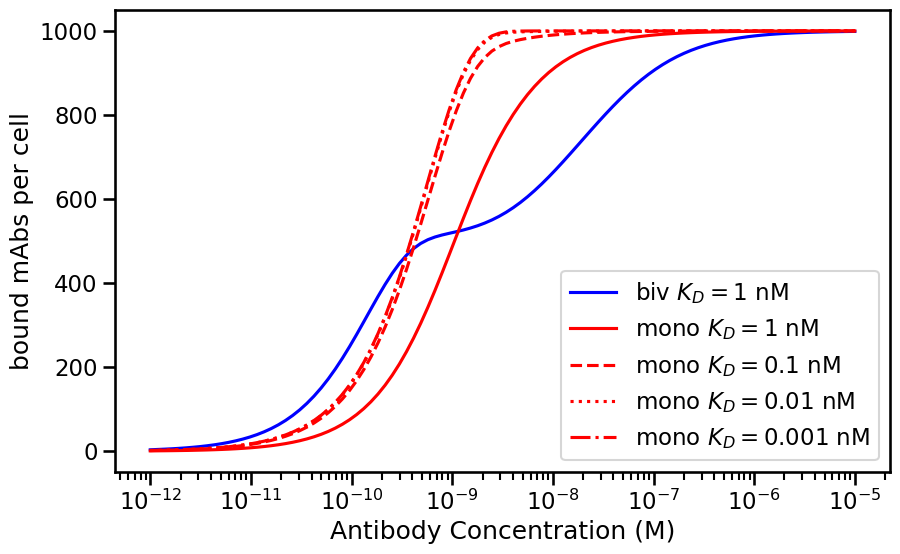 1000
800
600
400
200
0
bound mAbs per cell
biv $K_D = 1$ nM
mono $K_D = 1$ nM
mono $K_D = 0.1$ nM
mono $K_D = 0.01$ nM
mono $K_D = 0.001$ nM
$10^{-12}$ $10^{-11}$ $10^{-10}$ $10^{-9}$ $10^{-8}$ $10^{-7}$ $10^{-6}$ $10^{-5}$
Antibody Concentration (M)